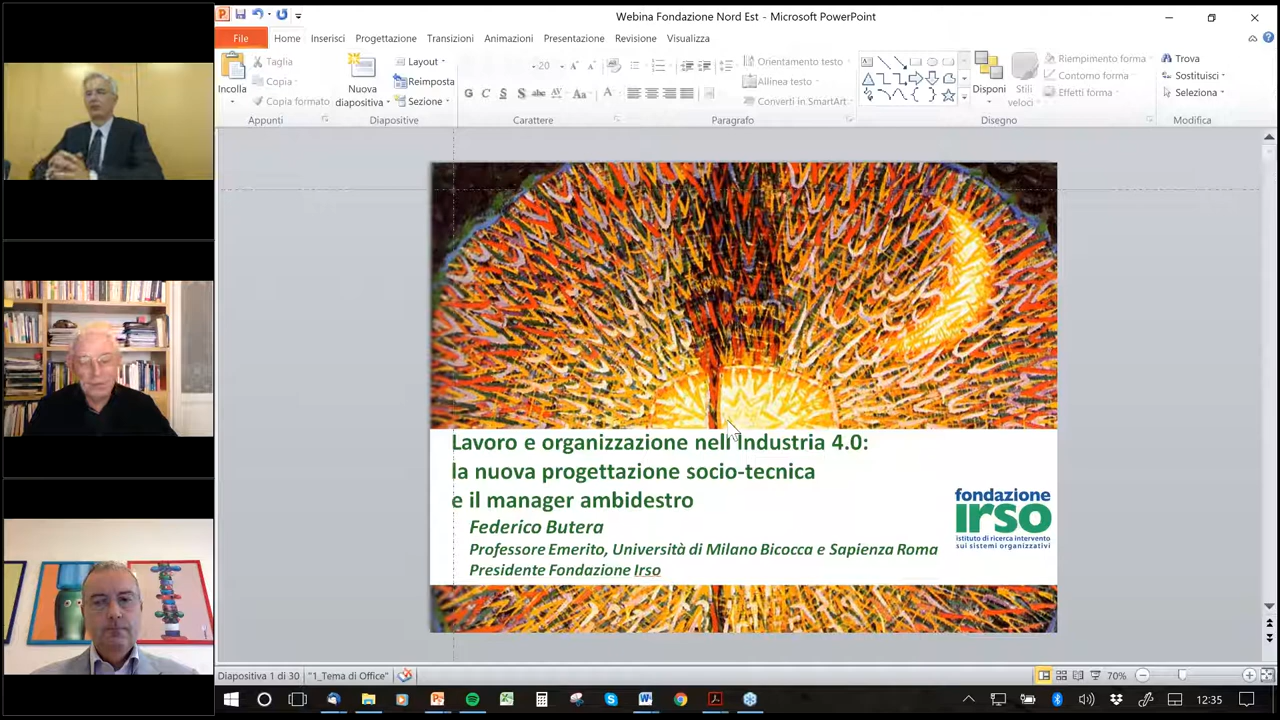 Webina Fondazione Nord Est - Microsoft PowerPoint
File Home Inserisci Progettazione Transizioni Animazioni Presentazione Revisione Visualizza
Incolla
Taglia
Copia
Copia formato
Appunti
Nuova
diapositiva
Layout
Reimposta
Sezione
Diapositive
20
G C S S abc AV Aa A
Carattere
Orientamento testo
Allinea testo
Converti in SmartArt
Paragrafo
Disponi
Stili
veloci
Riempimento forma
Contorno forma
Effetti forma
Disegno
Trova
Sostituisci
Seleziona
Modifica
Lavoro e organizzazione nell'Industria 4.0:
la nuova progettazione socio-tecnica
e il manager ambidestro
Federico Butera
Professore Emerito, Università di Milano Bicocca e Sapienza Roma
Presidente Fondazione Irso
fondazione
irso
istituto di ricerca intervento
sui sistemi organizzativi
Diapositiva 1 di 30 "1_Tema di Office" 70%
12:35